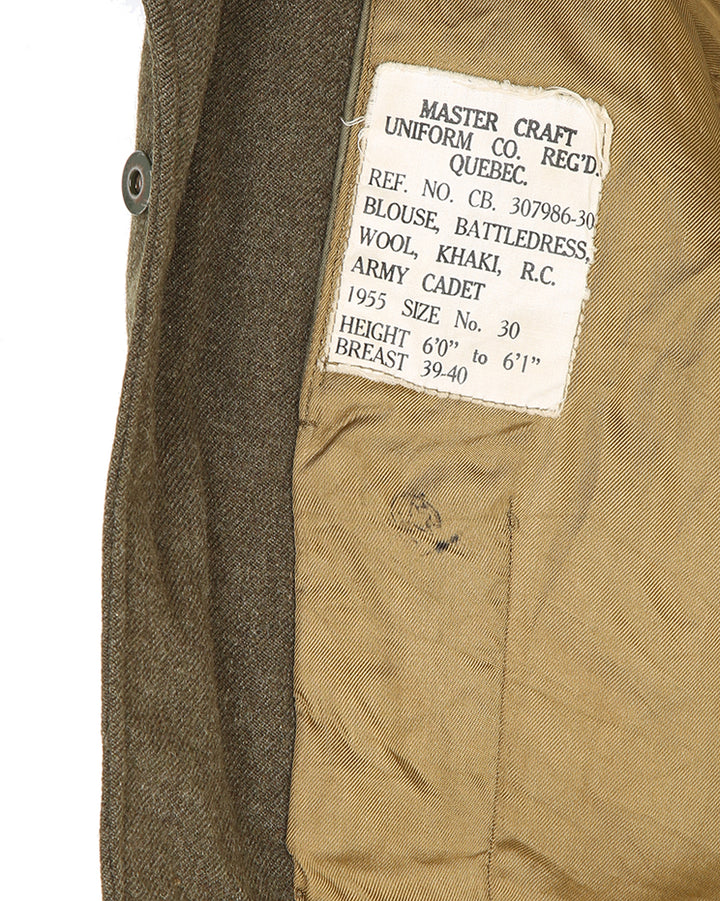 MASTER CRAFT
UNIFORM CO. REG'D.
QUEBEC.
REF. NO. CB. 307986-30
BLOUSE, BATTLEDRESS,
WOOL, KHAKI, R.C.
ARMY CADET
1955 SIZE No. 30
HEIGHT 6'0" to 6'1"
BREAST 39-40